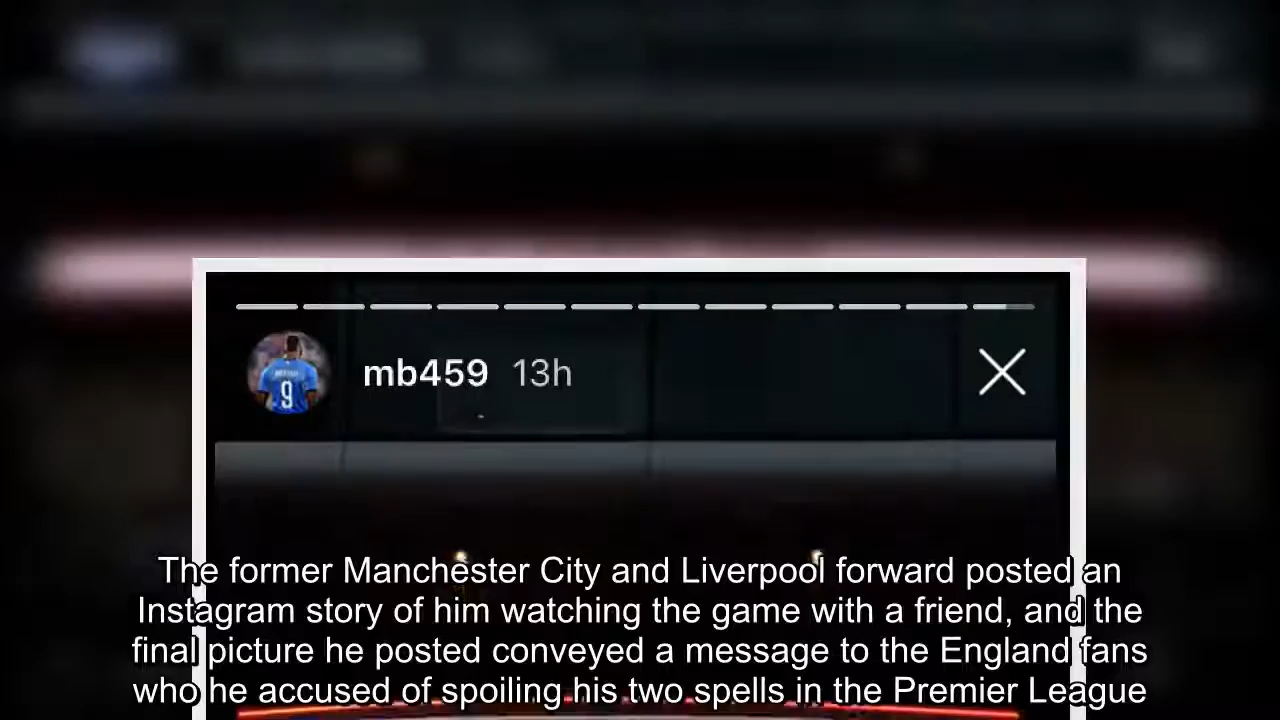 mb459 13h
9
The former Manchester City and Liverpool forward posted an
Instagram story of him watching the game with a friend, and the
final picture he posted conveyed a message to the England fans
who he accused of spoiling his two spells in the Premier League